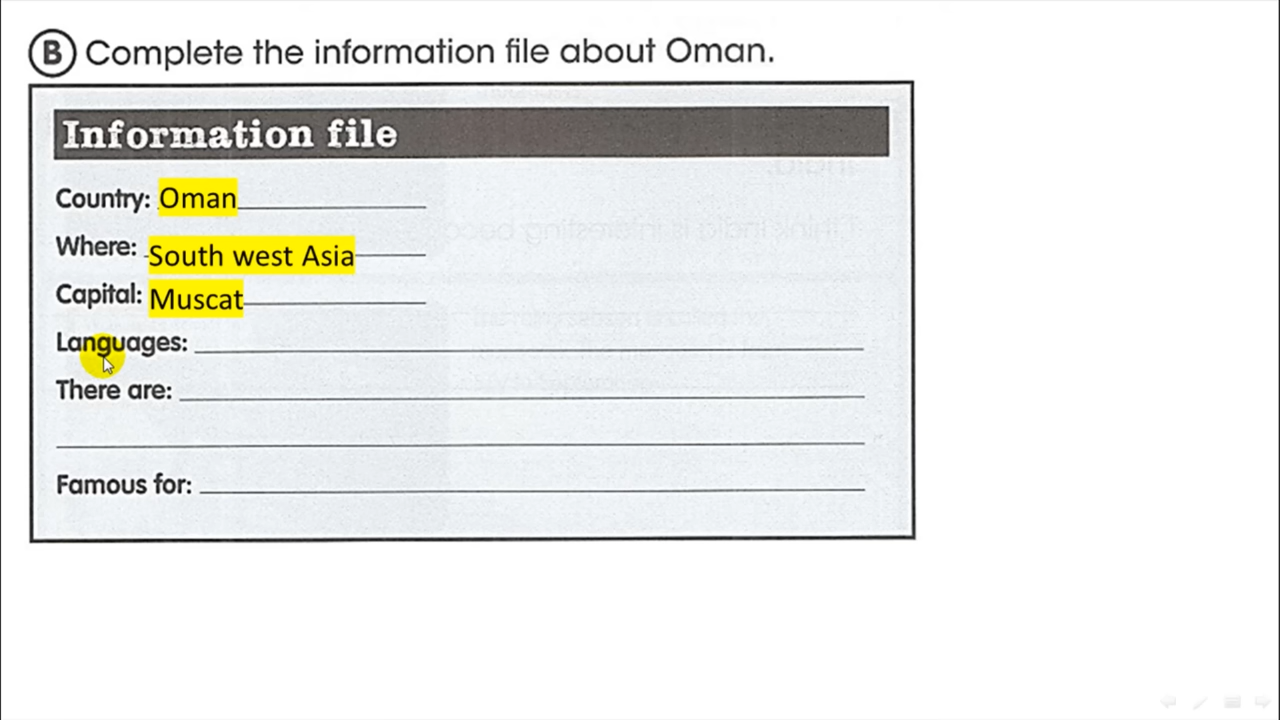 B Complete the information file about Oman.
Information file
Country: Oman
Where: South west Asia
Capital: Muscat
Languages:
There are:
Famous for: